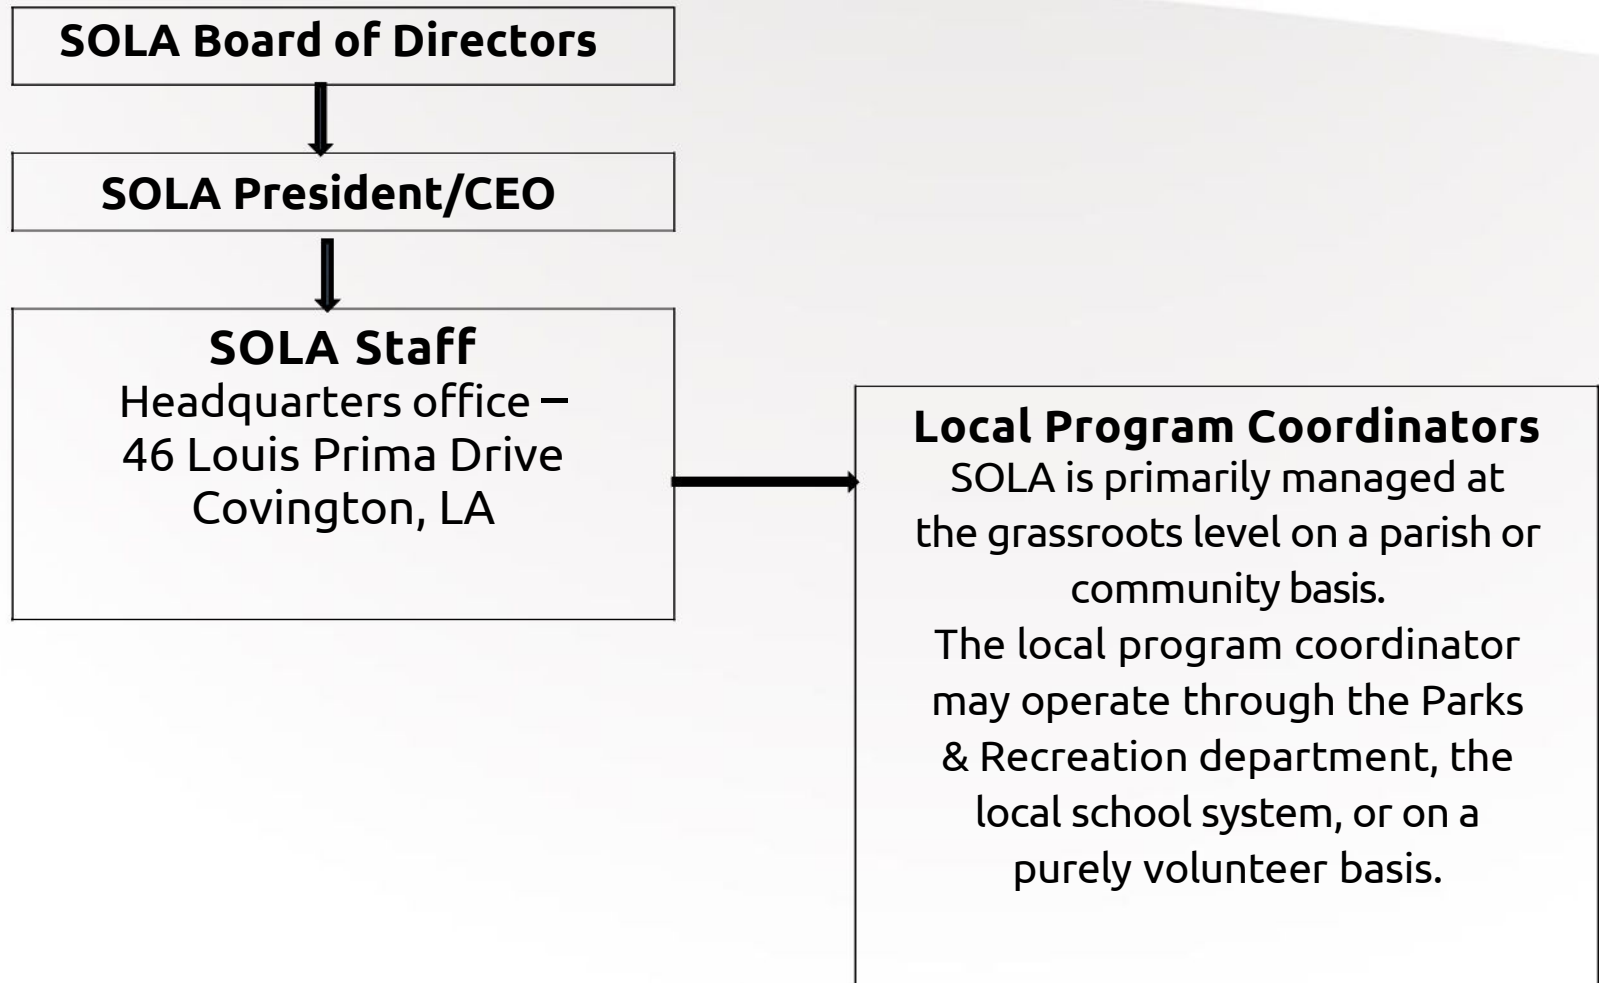 SOLA Board of Directors
SOLA President/CEO
SOLA Staff
Headquarters office –
46 Louis Prima Drive
Covington, LA
Local Program Coordinators
SOLA is primarily managed at
the grassroots level on a parish or
community basis.
The local program coordinator
may operate through the Parks
& Recreation department, the
local school system, or on a
purely volunteer basis.